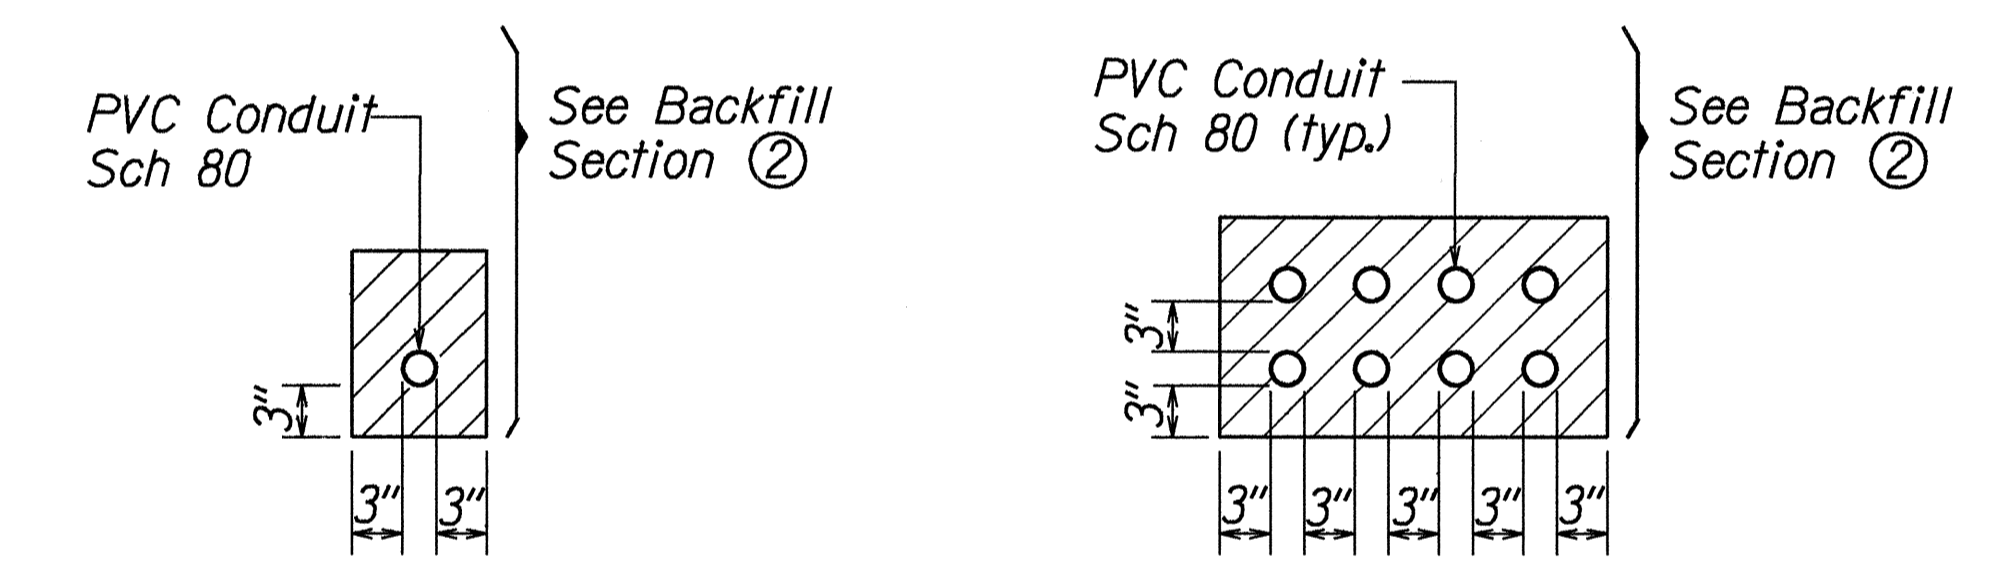 PVC Conduit
Sch 80
See Backfill
Section ②
3"
3" 3"
PVC Conduit
Sch 80 (typ.)
See Backfill
Section ②
3"
3"
3" 3" 3" 3" 3"